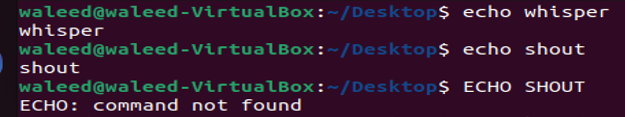 waleed@waleed-VirtualBox:~/Desktop$ echo whisper
whisper
waleed@waleed-VirtualBox:~/Desktop$ echo shout
shout
waleed@waleed-VirtualBox:~/Desktop$ ECHO SHOUT
ECHO: command not found